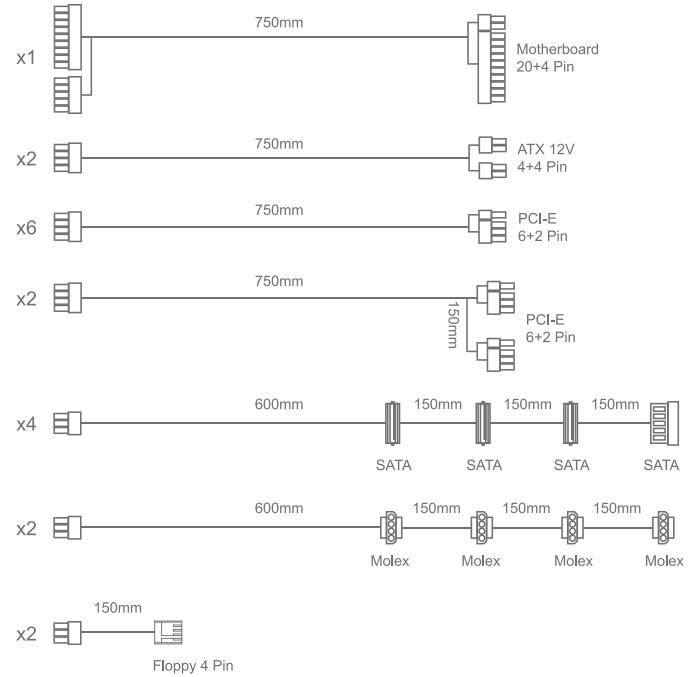 x1
750mm
Motherboard
20+4 Pin
x2
750mm
ATX 12V
4+4 Pin
x6
750mm
PCI-E
6+2 Pin
x2
750mm
150mm
PCI-E
6+2 Pin
x4
600mm
150mm
150mm
150mm
SATA
SATA
SATA
SATA
x2
600mm
150mm
150mm
150mm
Molex
Molex
Molex
Molex
x2
150mm
Floppy 4 Pin